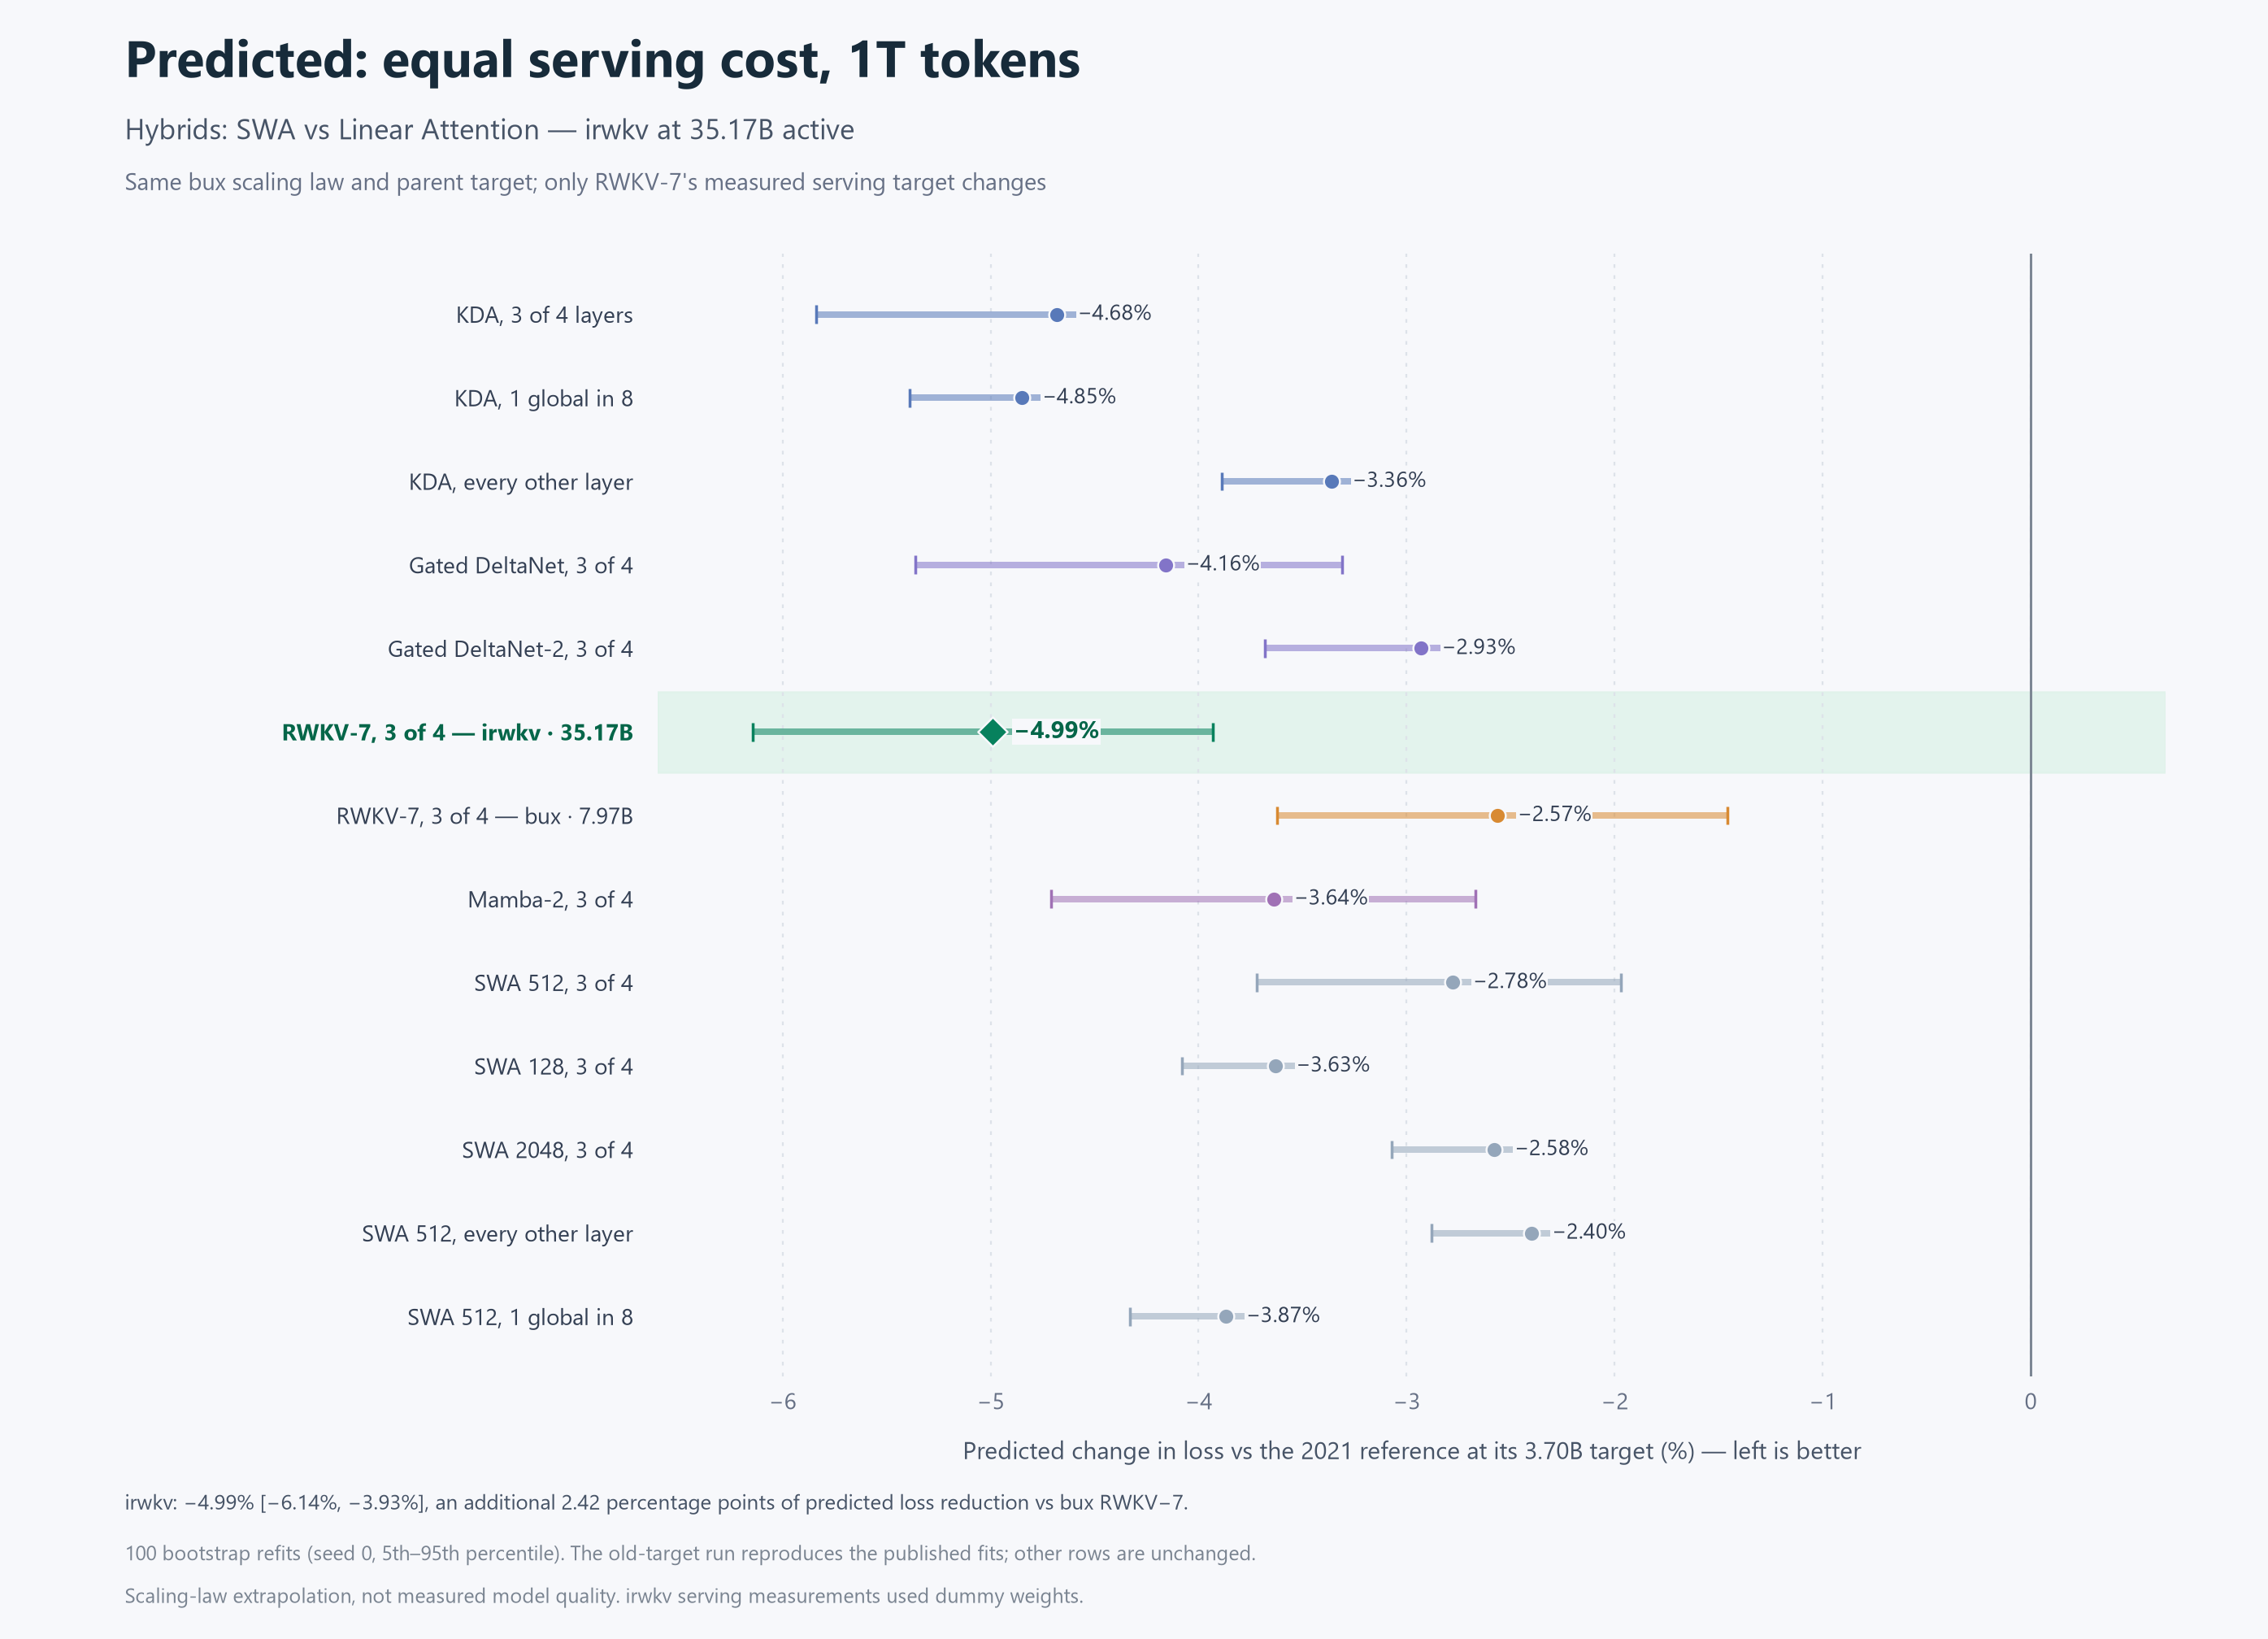 Predicted: equal serving cost, 1T tokens
Hybrids: SWA vs Linear Attention — irwkv at 35.17B active
Same bux scaling law and parent target; only RWKV-7's measured serving target changes
KDA, 3 of 4 layers −4.68%
KDA, 1 global in 8 −4.85%
KDA, every other layer −3.36%
Gated DeltaNet, 3 of 4 −4.16%
Gated DeltaNet-2, 3 of 4 −2.93%
RWKV-7, 3 of 4 — irwkv · 35.17B −4.99%
RWKV-7, 3 of 4 — bux · 7.97B −2.57%
Mamba-2, 3 of 4 −3.64%
SWA 512, 3 of 4 −2.78%
SWA 128, 3 of 4 −3.63%
SWA 2048, 3 of 4 −2.58%
SWA 512, every other layer −2.40%
SWA 512, 1 global in 8 −3.87%
−6 −5 −4 −3 −2 −1 0
Predicted change in loss vs the 2021 reference at its 3.70B target (%) — left is better
irwkv: −4.99% [−6.14%, −3.93%], an additional 2.42 percentage points of predicted loss reduction vs bux RWKV−7.
100 bootstrap refits (seed 0, 5th–95th percentile). The old-target run reproduces the published fits; other rows are unchanged.
Scaling-law extrapolation, not measured model quality. irwkv serving measurements used dummy weights.